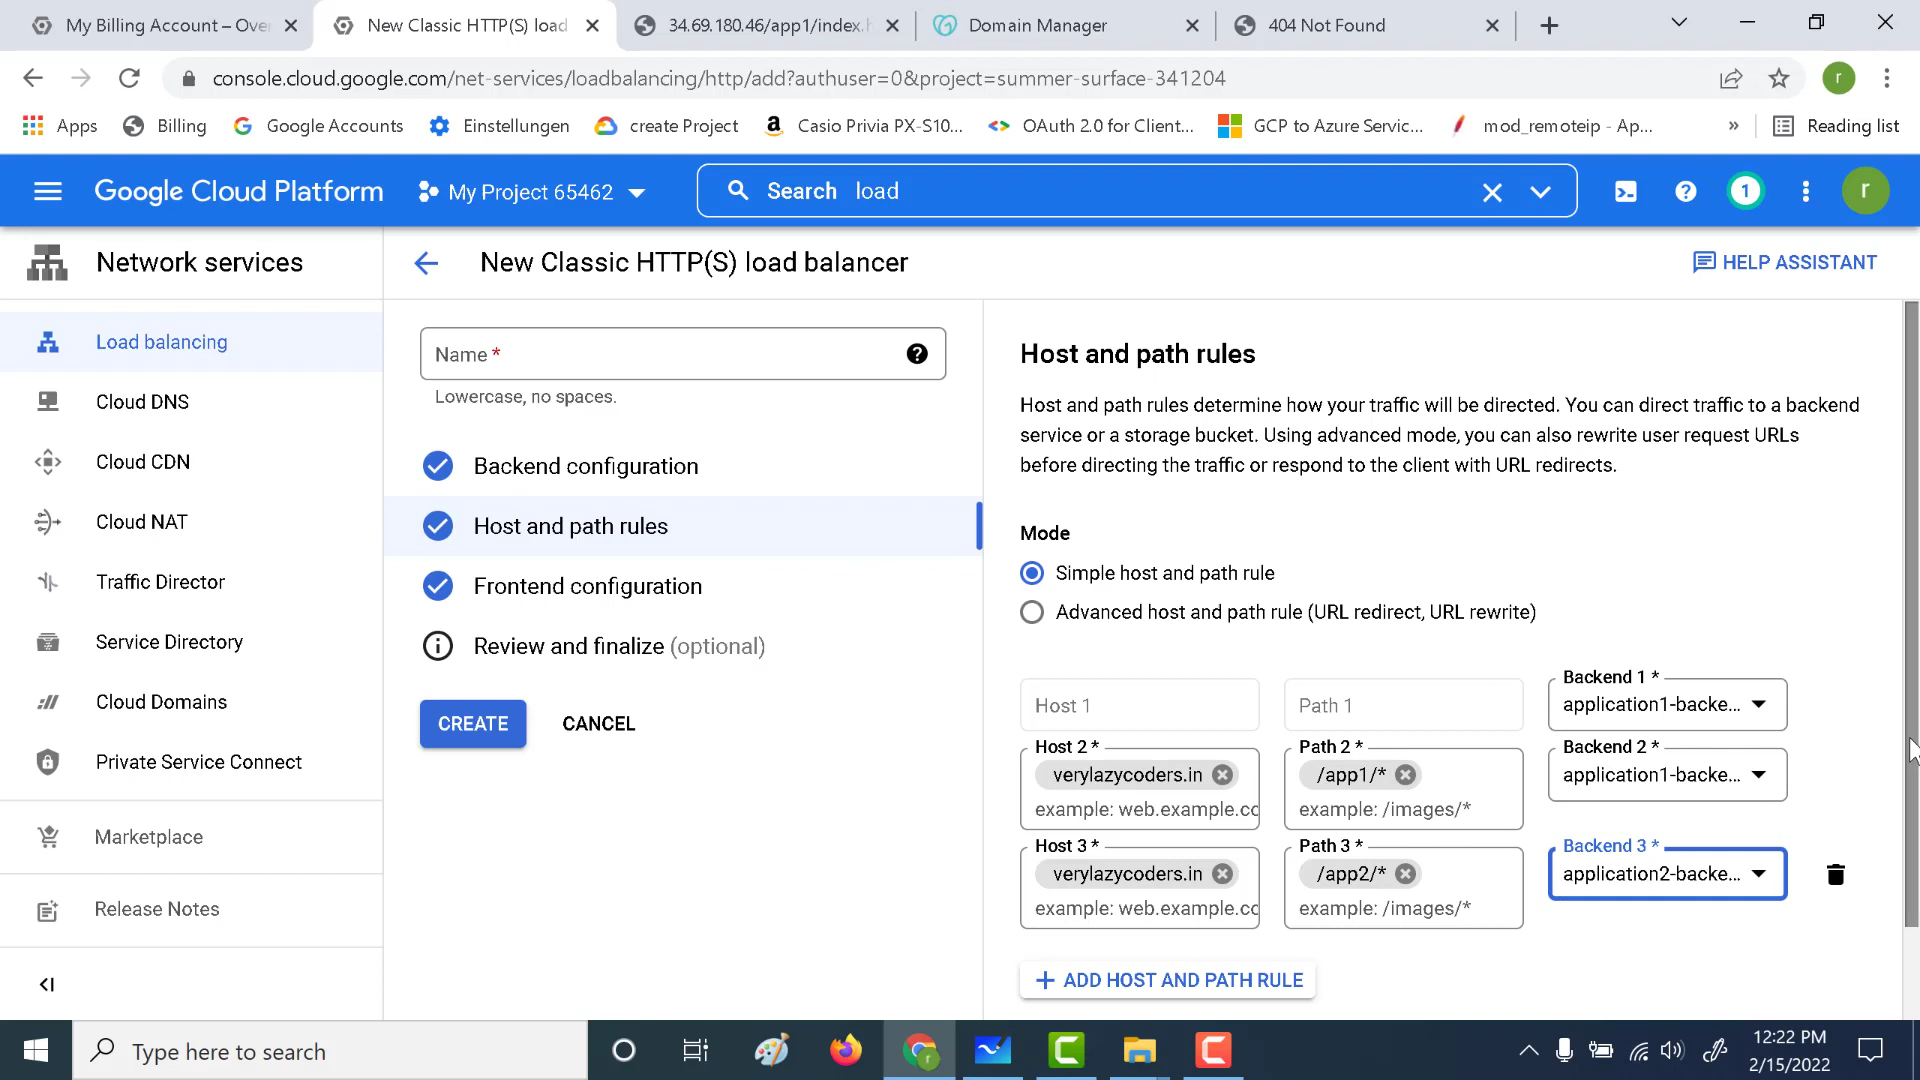 My Billing Account – Over
New Classic HTTP(S) load
34.69.180.46/app1/index.h
Domain Manager
404 Not Found
console.cloud.google.com/net-services/loadbalancing/http/add?authuser=0&project=summer-surface-341204
r
Apps
Billing
Google Accounts
Einstellungen
create Project
Casio Privia PX-S10...
OAuth 2.0 for Client...
GCP to Azure Servic...
mod_remoteip - Ap...
»
Reading list
Google Cloud Platform
My Project 65462
Search load
1
r
Network services
New Classic HTTP(S) load balancer
HELP ASSISTANT
Load balancing
Cloud DNS
Cloud CDN
Cloud NAT
Traffic Director
Service Directory
Cloud Domains
Private Service Connect
Marketplace
Release Notes
Name *
Lowercase, no spaces.
Backend configuration
Host and path rules
Frontend configuration
Review and finalize (optional)
CREATE
CANCEL
Host and path rules
Host and path rules determine how your traffic will be directed. You can direct traffic to a backend
service or a storage bucket. Using advanced mode, you can also rewrite user request URLs
before directing the traffic or respond to the client with URL redirects.
Mode
Simple host and path rule
Advanced host and path rule (URL redirect, URL rewrite)
Host 1
Path 1
Backend 1 *
application1-backe...
Host 2 *
verylazycoders.in
example: web.example.co
Path 2 *
/app1/*
example: /images/*
Backend 2 *
application1-backe...
Host 3 *
verylazycoders.in
example: web.example.co
Path 3 *
/app2/*
example: /images/*
Backend 3 *
application2-backe...
ADD HOST AND PATH RULE
Type here to search
12:22 PM
2/15/2022